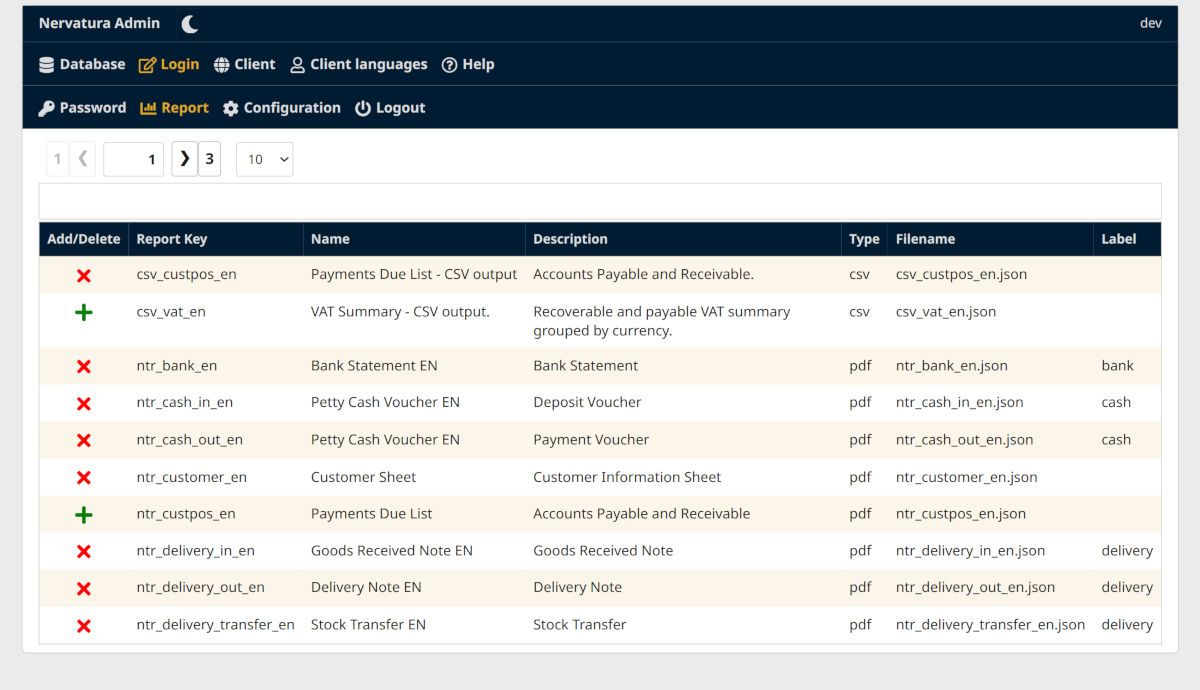 Nervatura Admin dev
Database Login Client Client languages Help
Password Report Configuration Logout
1 ❮ 1 ❯ 3 10
Add/Delete Report Key Name Description Type Filename Label
csv_custpos_en Payments Due List - CSV output Accounts Payable and Receivable. csv csv_custpos_en.json
csv_vat_en VAT Summary - CSV output. Recoverable and payable VAT summary csv csv_vat_en.json
grouped by currency.
ntr_bank_en Bank Statement EN Bank Statement pdf ntr_bank_en.json bank
ntr_cash_in_en Petty Cash Voucher EN Deposit Voucher pdf ntr_cash_in_en.json cash
ntr_cash_out_en Petty Cash Voucher EN Payment Voucher pdf ntr_cash_out_en.json cash
ntr_customer_en Customer Sheet Customer Information Sheet pdf ntr_customer_en.json
ntr_custpos_en Payments Due List Accounts Payable and Receivable pdf ntr_custpos_en.json
ntr_delivery_in_en Goods Received Note EN Goods Received Note pdf ntr_delivery_in_en.json delivery
ntr_delivery_out_en Delivery Note EN Delivery Note pdf ntr_delivery_out_en.json delivery
ntr_delivery_transfer_en Stock Transfer EN Stock Transfer pdf ntr_delivery_transfer_en.json delivery